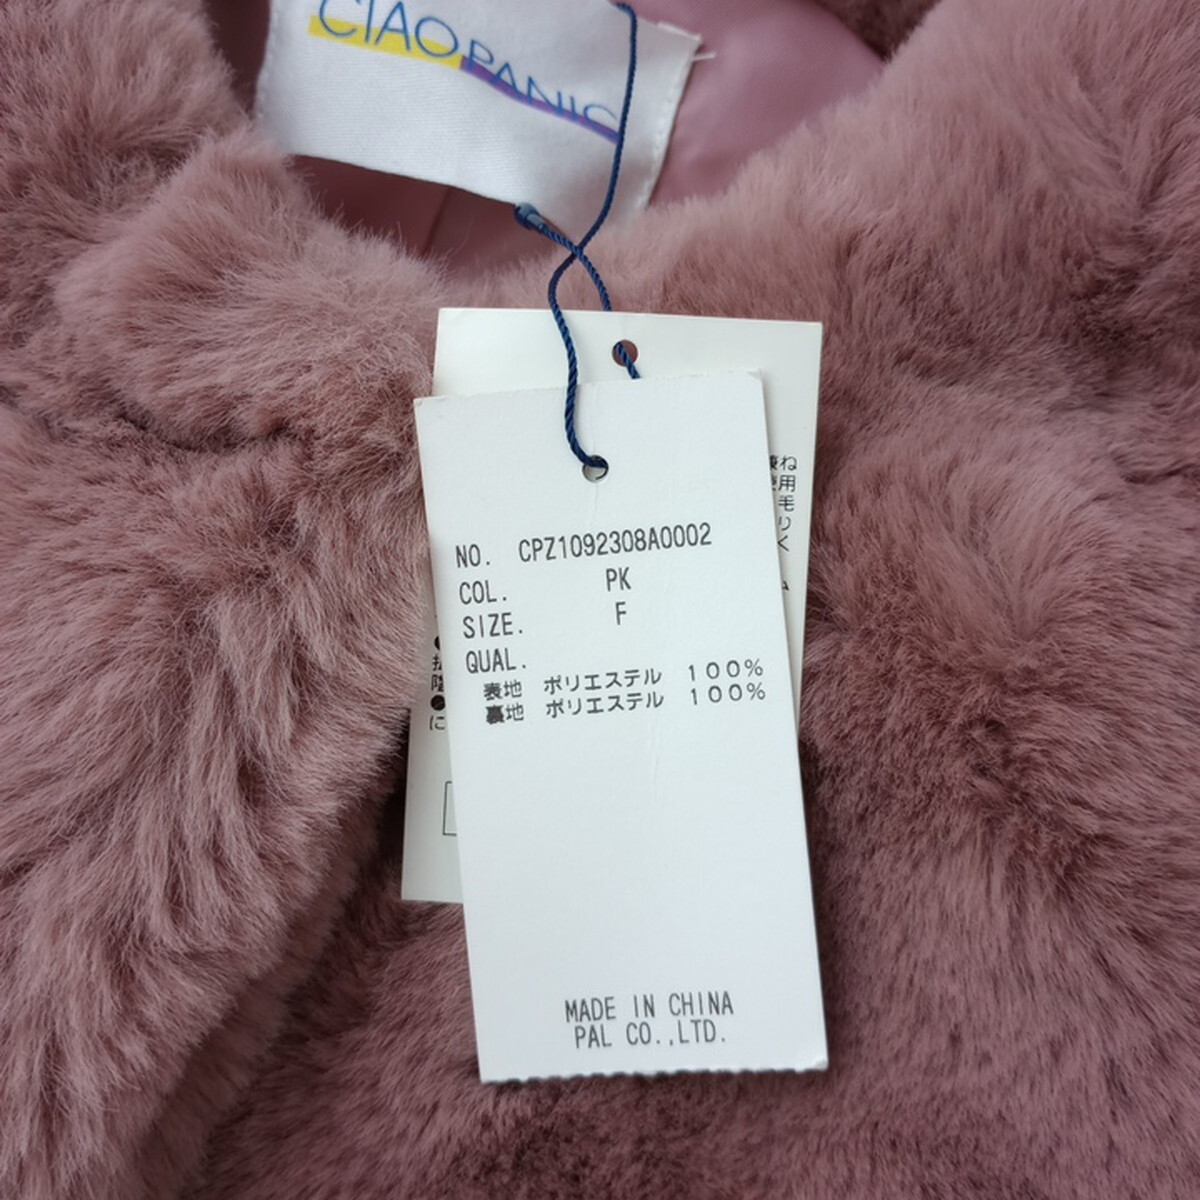 CIAOPANIC
NO. CPZ1092308A0002
COL. PK
SIZE. F
QUAL.
表地 ポリエステル 100%
裏地 ポリエステル 100%
MADE IN CHINA
PAL CO.,LTD.